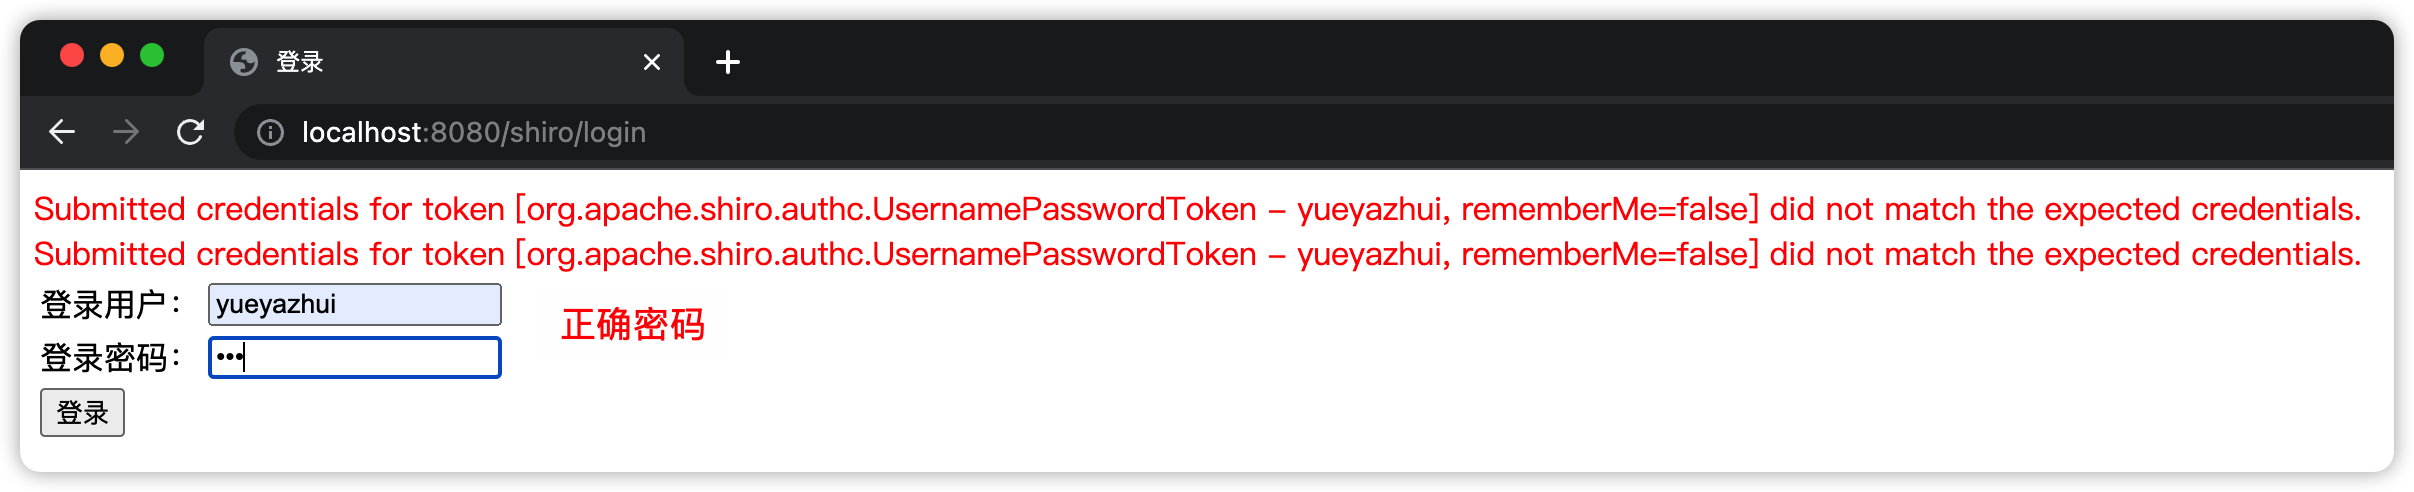 登录
localhost:8080/shiro/login
Submitted credentials for token [org.apache.shiro.authc.UsernamePasswordToken – yueyazhui, rememberMe=false] did not match the expected credentials.
Submitted credentials for token [org.apache.shiro.authc.UsernamePasswordToken – yueyazhui, rememberMe=false] did not match the expected credentials.
登录用户： yueyazhui
正确密码
登录密码： •••
登录